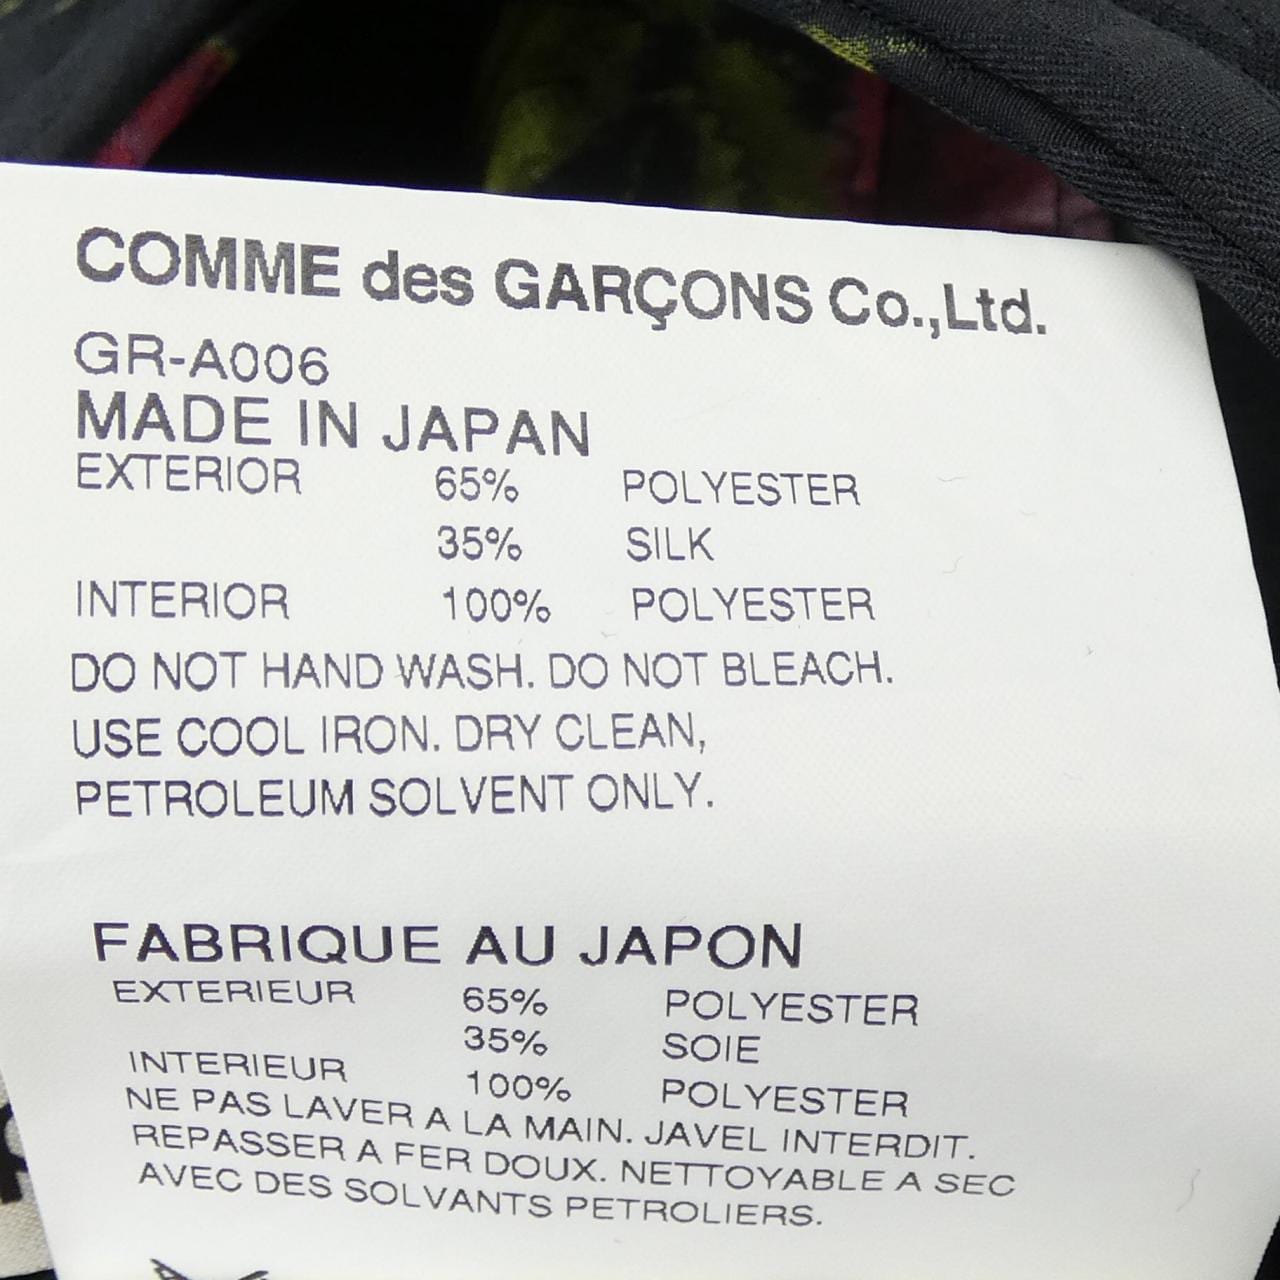 COMME des GARÇONS Co.,Ltd.
GR-A006
MADE IN JAPAN
EXTERIOR 65% POLYESTER
35% SILK
INTERIOR 100% POLYESTER
DO NOT HAND WASH. DO NOT BLEACH.
USE COOL IRON. DRY CLEAN,
PETROLEUM SOLVENT ONLY.
FABRIQUE AU JAPON
EXTERIEUR 65% POLYESTER
35% SOIE
INTERIEUR 100% POLYESTER
NE PAS LAVER A LA MAIN. JAVEL INTERDIT.
REPASSER A FER DOUX. NETTOYABLE A SEC
AVEC DES SOLVANTS PETROLIERS.